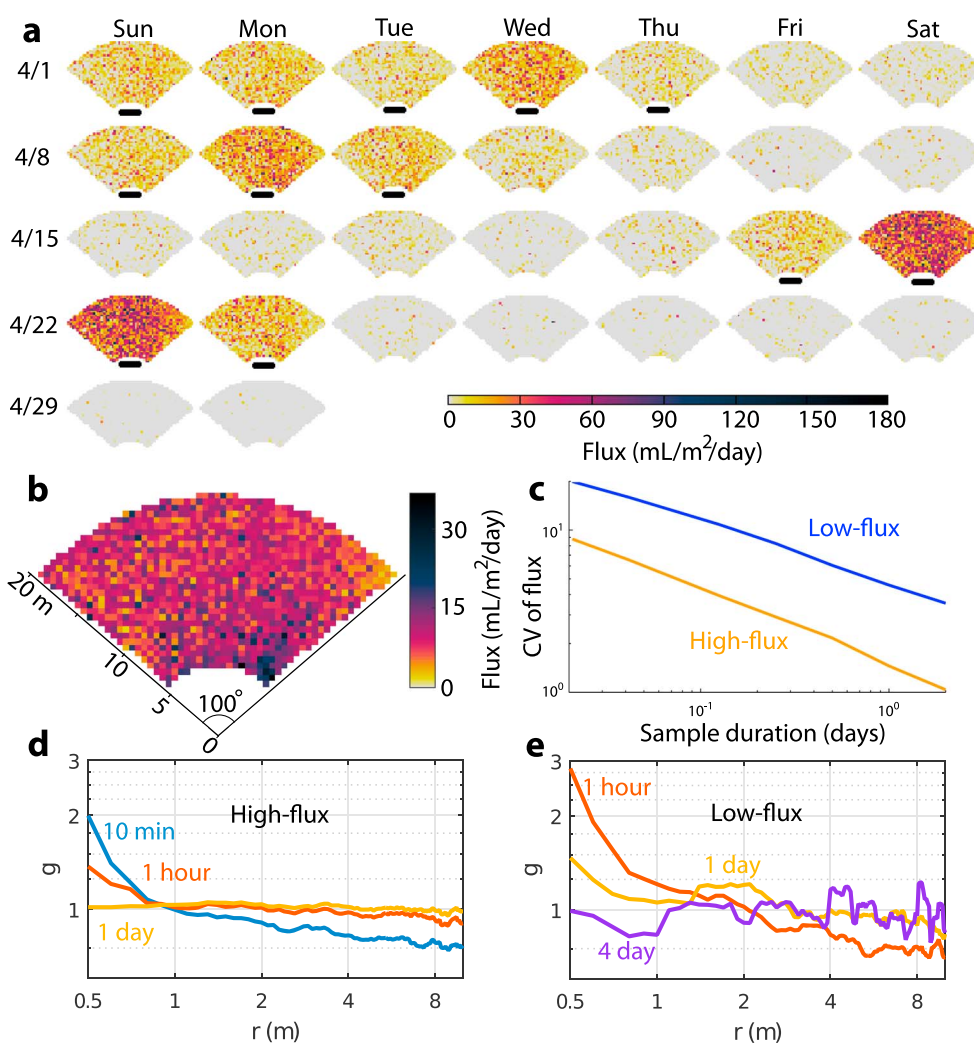 a Sun Mon Tue Wed Thu Fri Sat
4/1
4/8
4/15
4/22
4/29
0 30 60 90 120 150 180
Flux (mL/m²/day)
b
20 m
10
5
0
100°
30
15
0
Flux (mL/m²/day)
c
10¹
10⁰
CV of flux
Low-flux
High-flux
10⁻¹ 10⁰
Sample duration (days)
d
3
2
1
g
High-flux
10 min
1 hour
1 day
0.5 1 2 4 8
r (m)
e
3
2
1
g
Low-flux
1 hour
1 day
4 day
0.5 1 2 4 8
r (m)